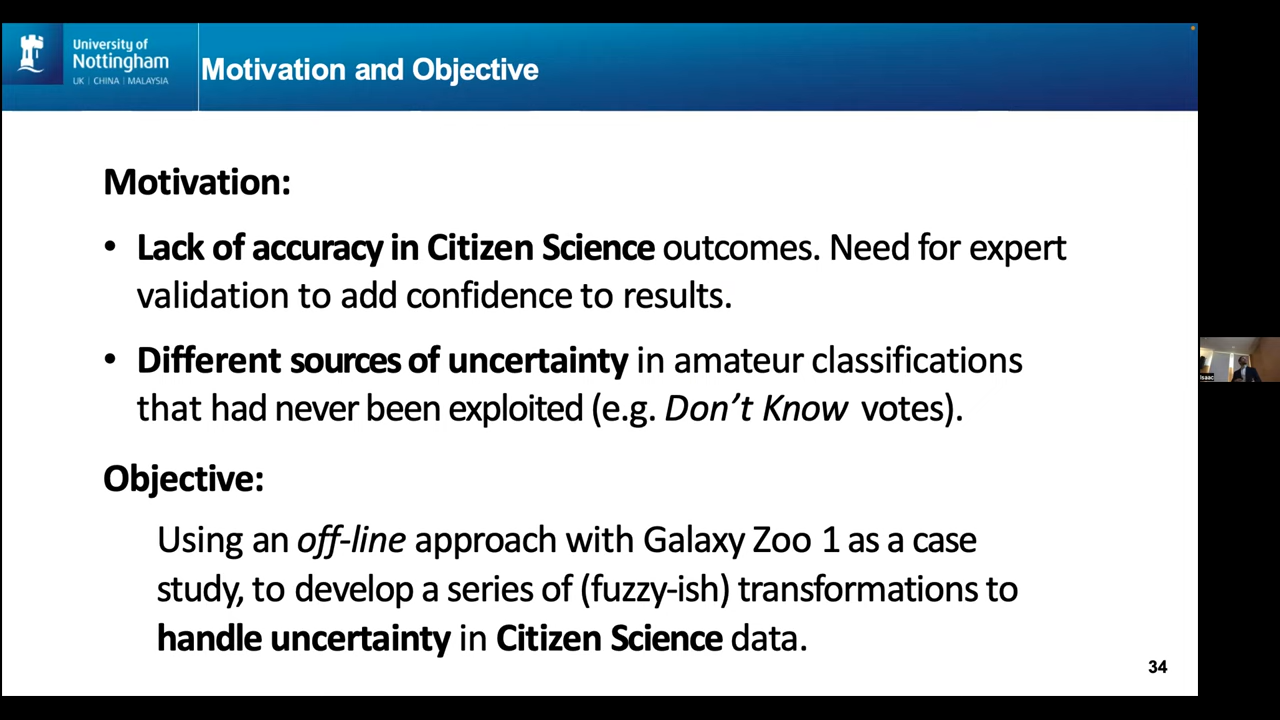 University of
Nottingham
UK | CHINA | MALAYSIA
Motivation and Objective
Motivation:
• Lack of accuracy in Citizen Science outcomes. Need for expert
validation to add confidence to results.
• Different sources of uncertainty in amateur classifications
that had never been exploited (e.g. Don’t Know votes).
Objective:
Using an off-line approach with Galaxy Zoo 1 as a case
study, to develop a series of (fuzzy-ish) transformations to
handle uncertainty in Citizen Science data.
34
Isaac